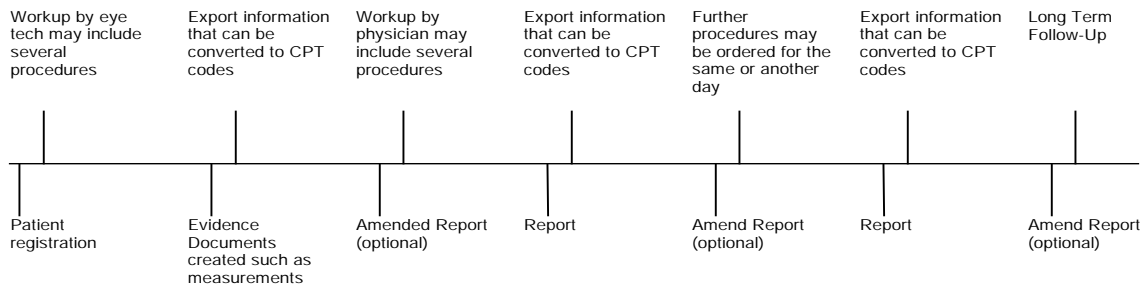 Workup by eye
tech may include
several
procedures
Export information
that can be
converted to CPT
codes
Workup by
physician may
include several
procedures
Export information
that can be
converted to CPT
codes
Further
procedures may
be ordered for the
same or another
day
Export information
that can be
converted to CPT
codes
Long Term
Follow-Up
Patient
registration
Evidence
Documents
created such as
measurements
Amended Report
(optional)
Report
Amend Report
(optional)
Report
Amend Report
(optional)